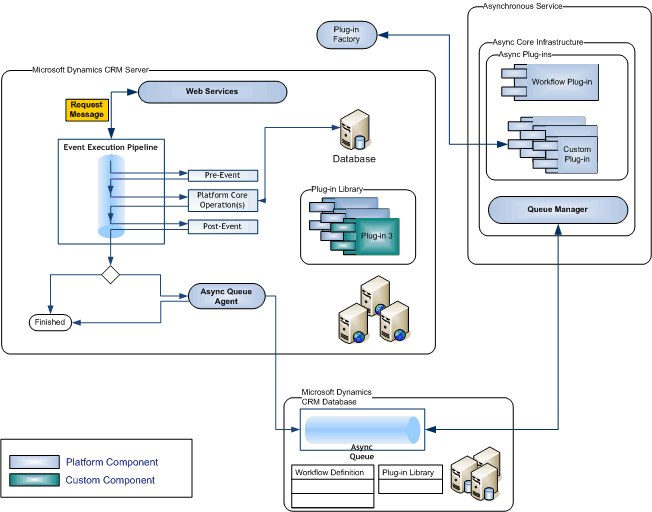 Asynchronous Service
Plug-in
Factory
Async Core Infrastructure
Async Plug-ins
Workflow Plug-in
Custom
Plug-in
Queue Manager
Microsoft Dynamics CRM Server
Web Services
Request
Message
Event Execution Pipeline
Pre-Event
Platform Core
Operation(s)
Post-Event
Database
Plug-in Library
Plug-in 3
Async Queue
Agent
Finished
Microsoft Dynamics
CRM Database
Async
Queue
Workflow Definition
Plug-in Library
Platform Component
Custom Component